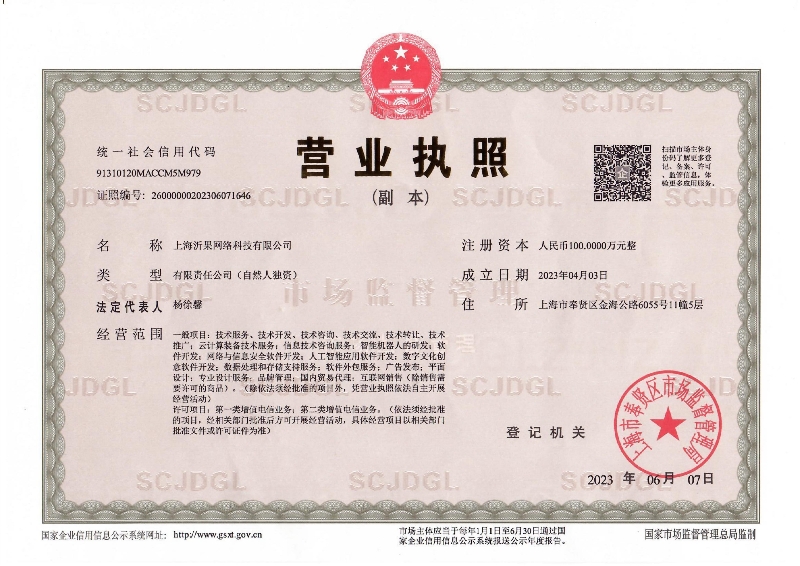 营业执照
(副 本)
统一社会信用代码
91310120MACCM5M979
证照编号: 26000000202306071646
扫描市场主体身
份码了解更多登
记、备案、许可
、监管信息，体
验更多应用服务。
名 称 上海沂果网络科技有限公司
类 型 有限责任公司（自然人独资）
法定代表人 杨徐馨
经营范围 一般项目：技术服务、技术开发、技术咨询、技术交流、技术转让、技术
推广；云计算装备技术服务；信息技术咨询服务；智能机器人的研发；软
件开发；网络与信息安全软件开发；人工智能应用软件开发；数字文化创
意软件开发；数据处理和存储支持服务；软件外包服务；广告发布；平面
设计；专业设计服务；品牌管理；国内贸易代理；互联网销售（除销售需
要许可的商品）。（除依法须经批准的项目外，凭营业执照依法自主开展
经营活动）
许可项目：第一类增值电信业务；第二类增值电信业务。（依法须经批准
的项目，经相关部门批准后方可开展经营活动，具体经营项目以相关部门
批准文件或许可证件为准）
注册资本 人民币100.0000万元整
成立日期 2023年04月03日
住 所 上海市奉贤区金海公路6055号11幢5层
登记机关
上海市奉贤区市场监督管理局
2023 年 06 月 07 日
SCJDGL
SCJDGL
SCJDGL
SCJDGL
SCJDGL
SCJDGL
SCJDGL
市场监督管理
国家企业信用信息公示系统网址: http://www.gsxt.gov.cn
市场主体应当于每年1月1日至6月30日通过国
家企业信用信息公示系统报送公示年度报告。
国家市场监督管理总局监制